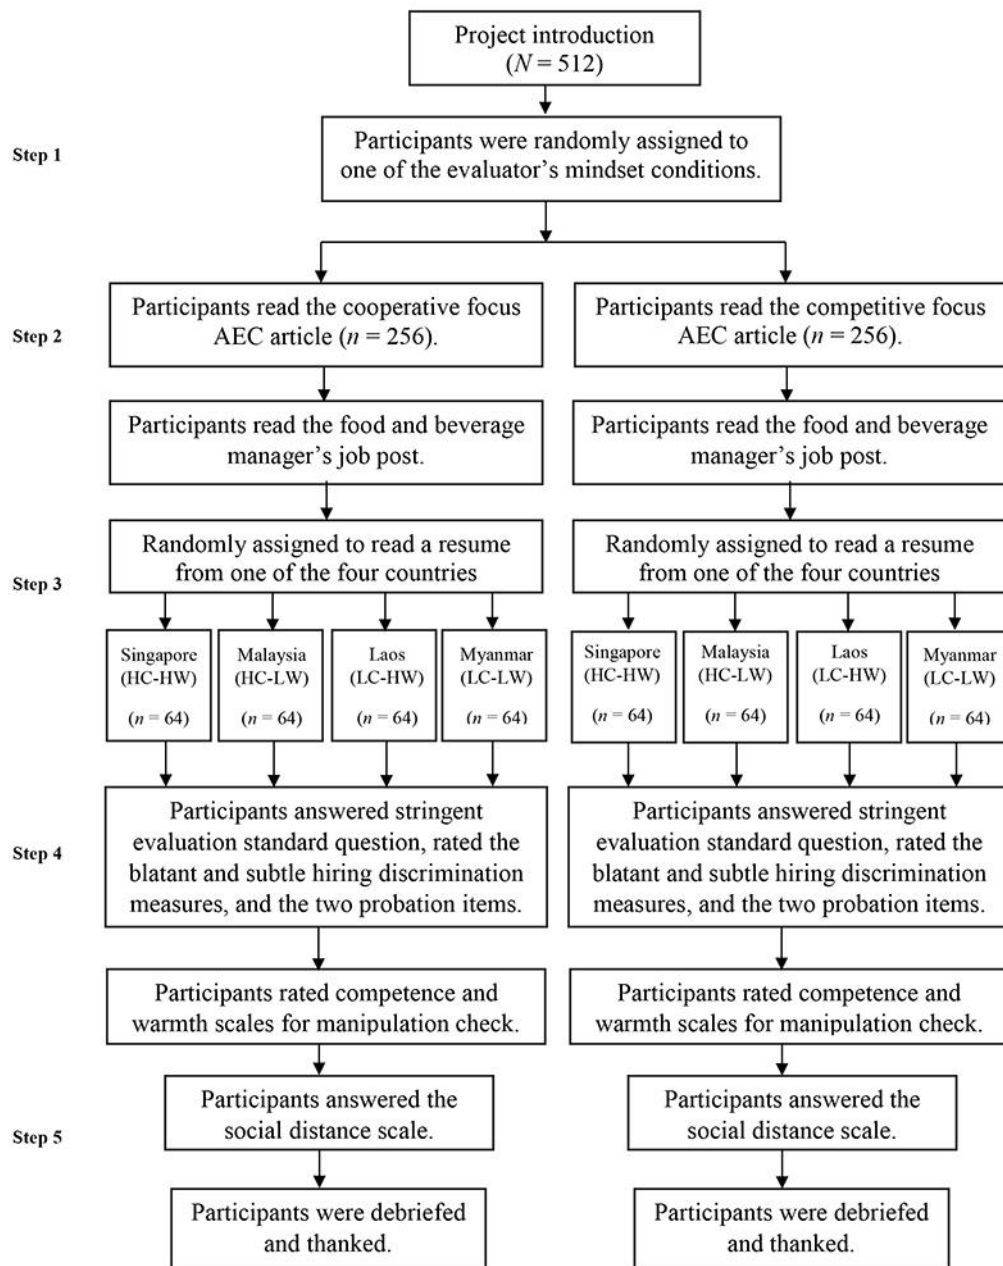 Project introduction
(N = 512)
Step 1
Participants were randomly assigned to
one of the evaluator’s mindset conditions.
Step 2
Participants read the cooperative focus
AEC article (n = 256).
Participants read the competitive focus
AEC article (n = 256).
Participants read the food and beverage
manager’s job post.
Participants read the food and beverage
manager’s job post.
Step 3
Randomly assigned to read a resume
from one of the four countries
Randomly assigned to read a resume
from one of the four countries
Singapore
(HC-HW)
(n = 64)
Malaysia
(HC-LW)
(n = 64)
Laos
(LC-HW)
(n = 64)
Myanmar
(LC-LW)
(n = 64)
Singapore
(HC-HW)
(n = 64)
Malaysia
(HC-LW)
(n = 64)
Laos
(LC-HW)
(n = 64)
Myanmar
(LC-LW)
(n = 64)
Step 4
Participants answered stringent
evaluation standard question, rated the
blatant and subtle hiring discrimination
measures, and the two probation items.
Participants answered stringent
evaluation standard question, rated the
blatant and subtle hiring discrimination
measures, and the two probation items.
Participants rated competence and
warmth scales for manipulation check.
Participants rated competence and
warmth scales for manipulation check.
Step 5
Participants answered the
social distance scale.
Participants answered the
social distance scale.
Participants were debriefed
and thanked.
Participants were debriefed
and thanked.